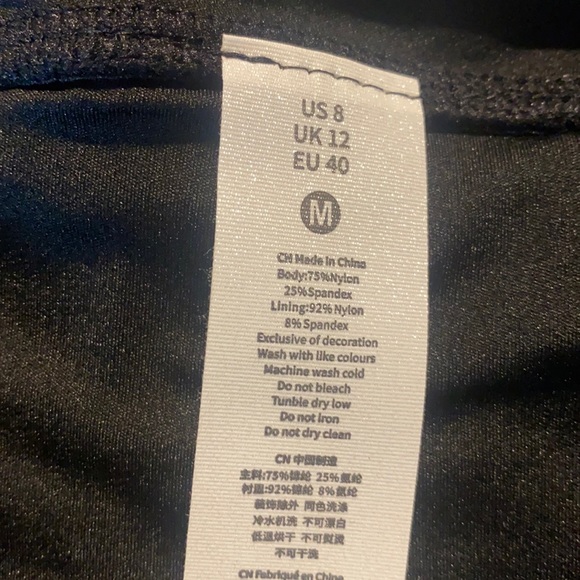 US 8
UK 12
EU 40
M
CH Made in China
Body:75%Nylon
25%Spandex
Lining:92% Nylon
8% Spandex
Exclusive of decoration
Wash with like colours
Machine wash cold
Do not bleach
Tunble dry low
Do not iron
Do not dry clean
CN 中国制造
主料:75%锦纶 25%氨纶
衬里:92%锦纶 8%氨纶
装饰除外 同色洗涤
冷水机洗 不可漂白
低温烘干 不可熨烫
不可干洗
CN Fabriqué en Chine